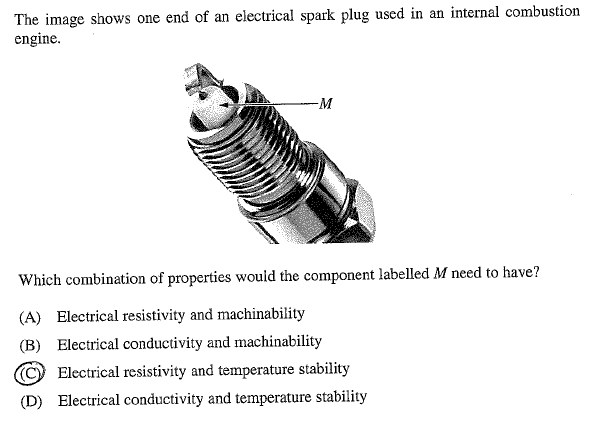 The image shows one end of an electrical spark plug used in an internal combustion
engine.
M
Which combination of properties would the component labelled M need to have?
(A) Electrical resistivity and machinability
(B) Electrical conductivity and machinability
(C) Electrical resistivity and temperature stability
(D) Electrical conductivity and temperature stability